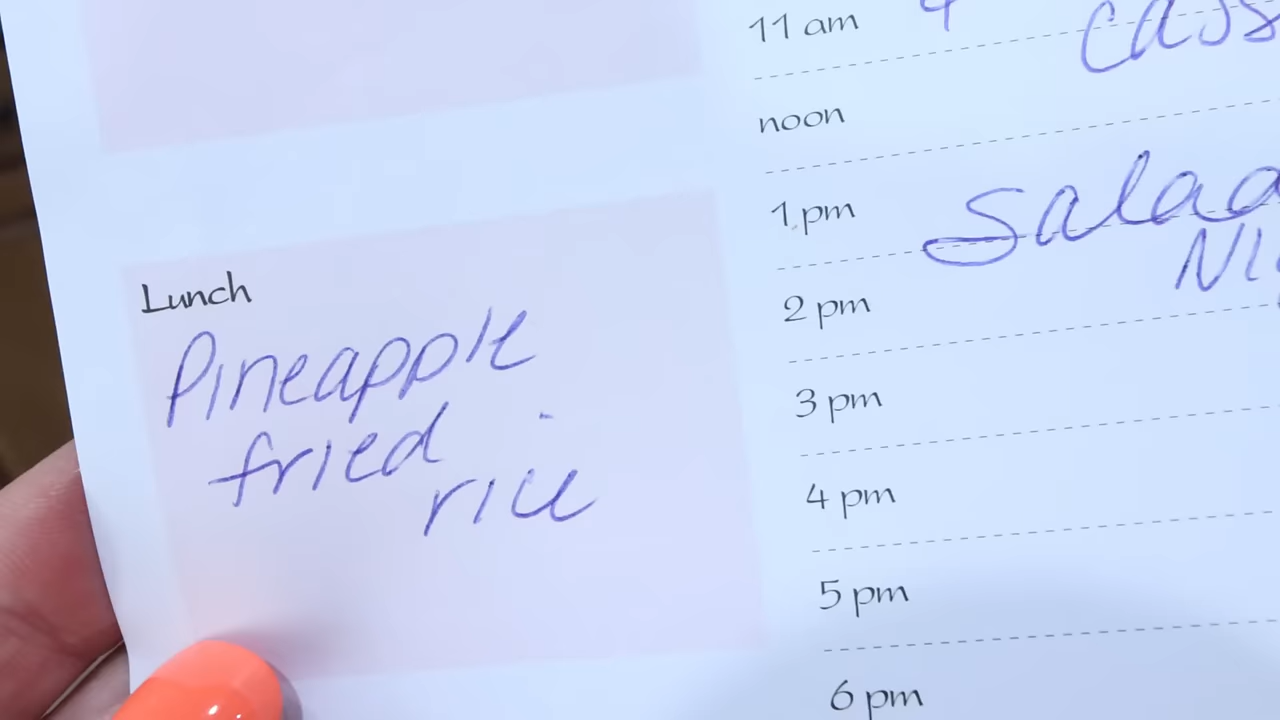 Lunch
Pineapple
fried
rice
11 am
noon
1 pm
2 pm
3 pm
4 pm
5 pm
6 pm